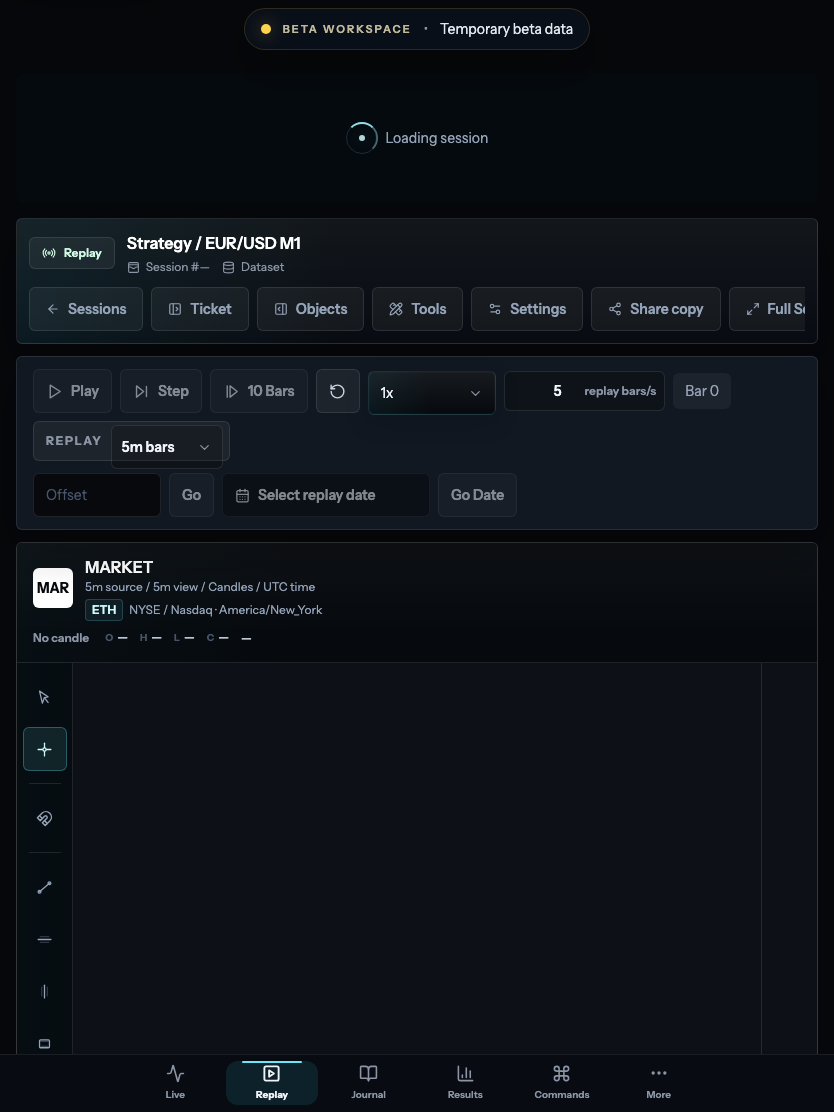 BETA WORKSPACE · Temporary beta data
Loading session
Replay
Strategy / EUR/USD M1
Session #— Dataset
Sessions Ticket Objects Tools Settings Share copy Full Sc
Play Step 10 Bars 1x 5 replay bars/s Bar 0
REPLAY 5m bars
Offset Go Select replay date Go Date
MAR
MARKET
5m source / 5m view / Candles / UTC time
ETH NYSE / Nasdaq · America/New_York
No candle O — H — L — C — —
Live Replay Journal Results Commands More